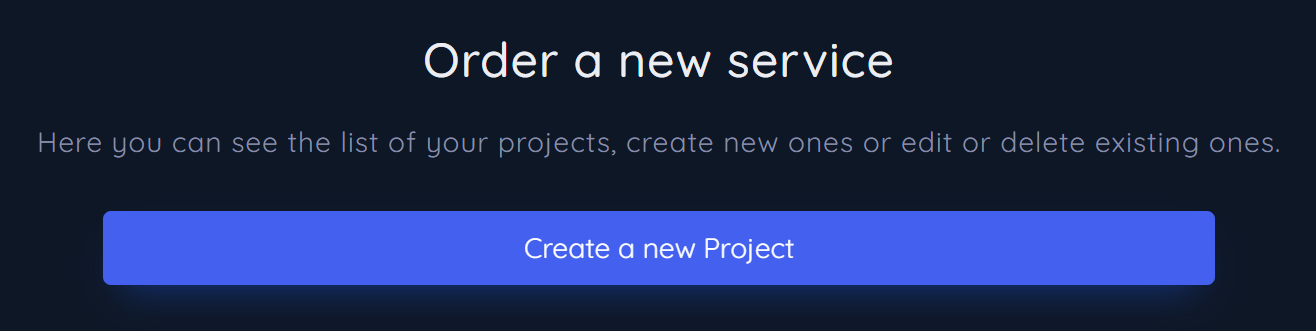 Order a new service
Here you can see the list of your projects, create new ones or edit or delete existing ones.
Create a new Project